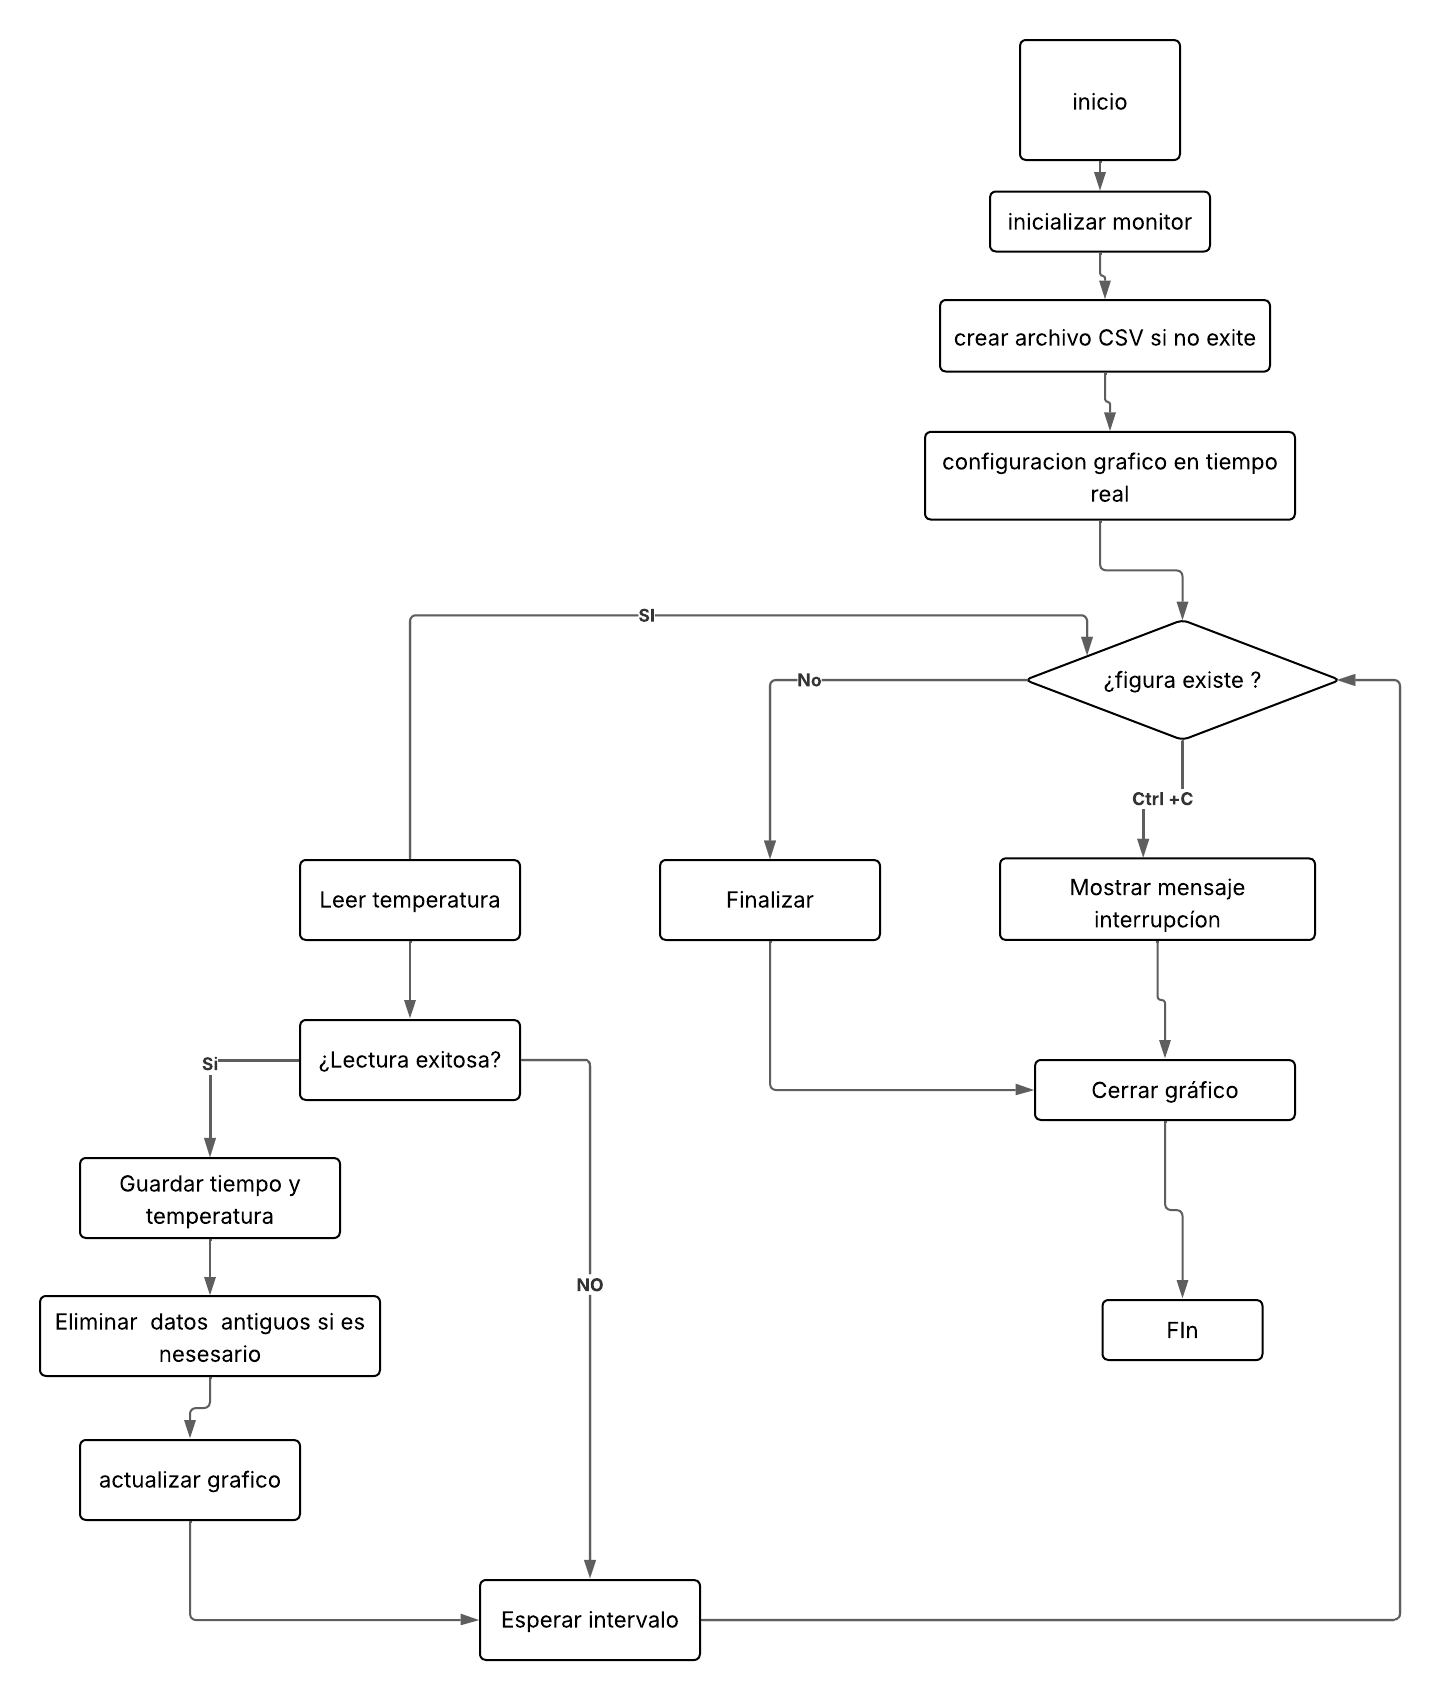 inicio
inicializar monitor
crear archivo CSV si no exite
configuracion grafico en tiempo
real
SI
¿figura existe ?
No
Ctrl +C
Leer temperatura
Finalizar
Mostrar mensaje
interrupcíon
¿Lectura exitosa?
Si
Cerrar gráfico
Guardar tiempo y
temperatura
NO
Eliminar  datos  antiguos si es
nesesario
FIn
actualizar grafico
Esperar intervalo